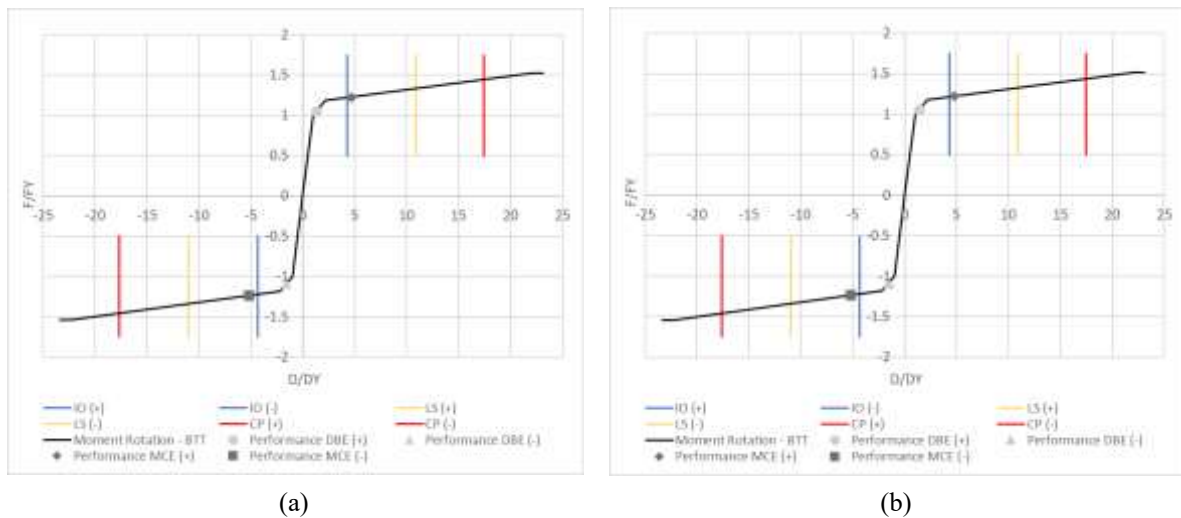 2
1.5
1
0.5
0
-25 -20 -15 -10 -5 0 5 10 15 20 25
-0.5
-1
-1.5
-2
F/FY
D/DY
IO (+) IO (-) LS (+)
LS (-) CP (+) CP (-)
Moment Rotation - BTT Performance DBE (+) Performance DBE (-)
Performance MCE (+) Performance MCE (-)
(a)
2
1.5
1
0.5
0
-25 -20 -15 -10 -5 0 5 10 15 20 25
-0.5
-1
-1.5
-2
F/FY
D/DY
IO (+) IO (-) LS (+)
LS (-) CP (+) CP (-)
Moment Rotation - BTT Performance DBE (+) Performance DBE (-)
Performance MCE (+) Performance MCE (-)
(b)